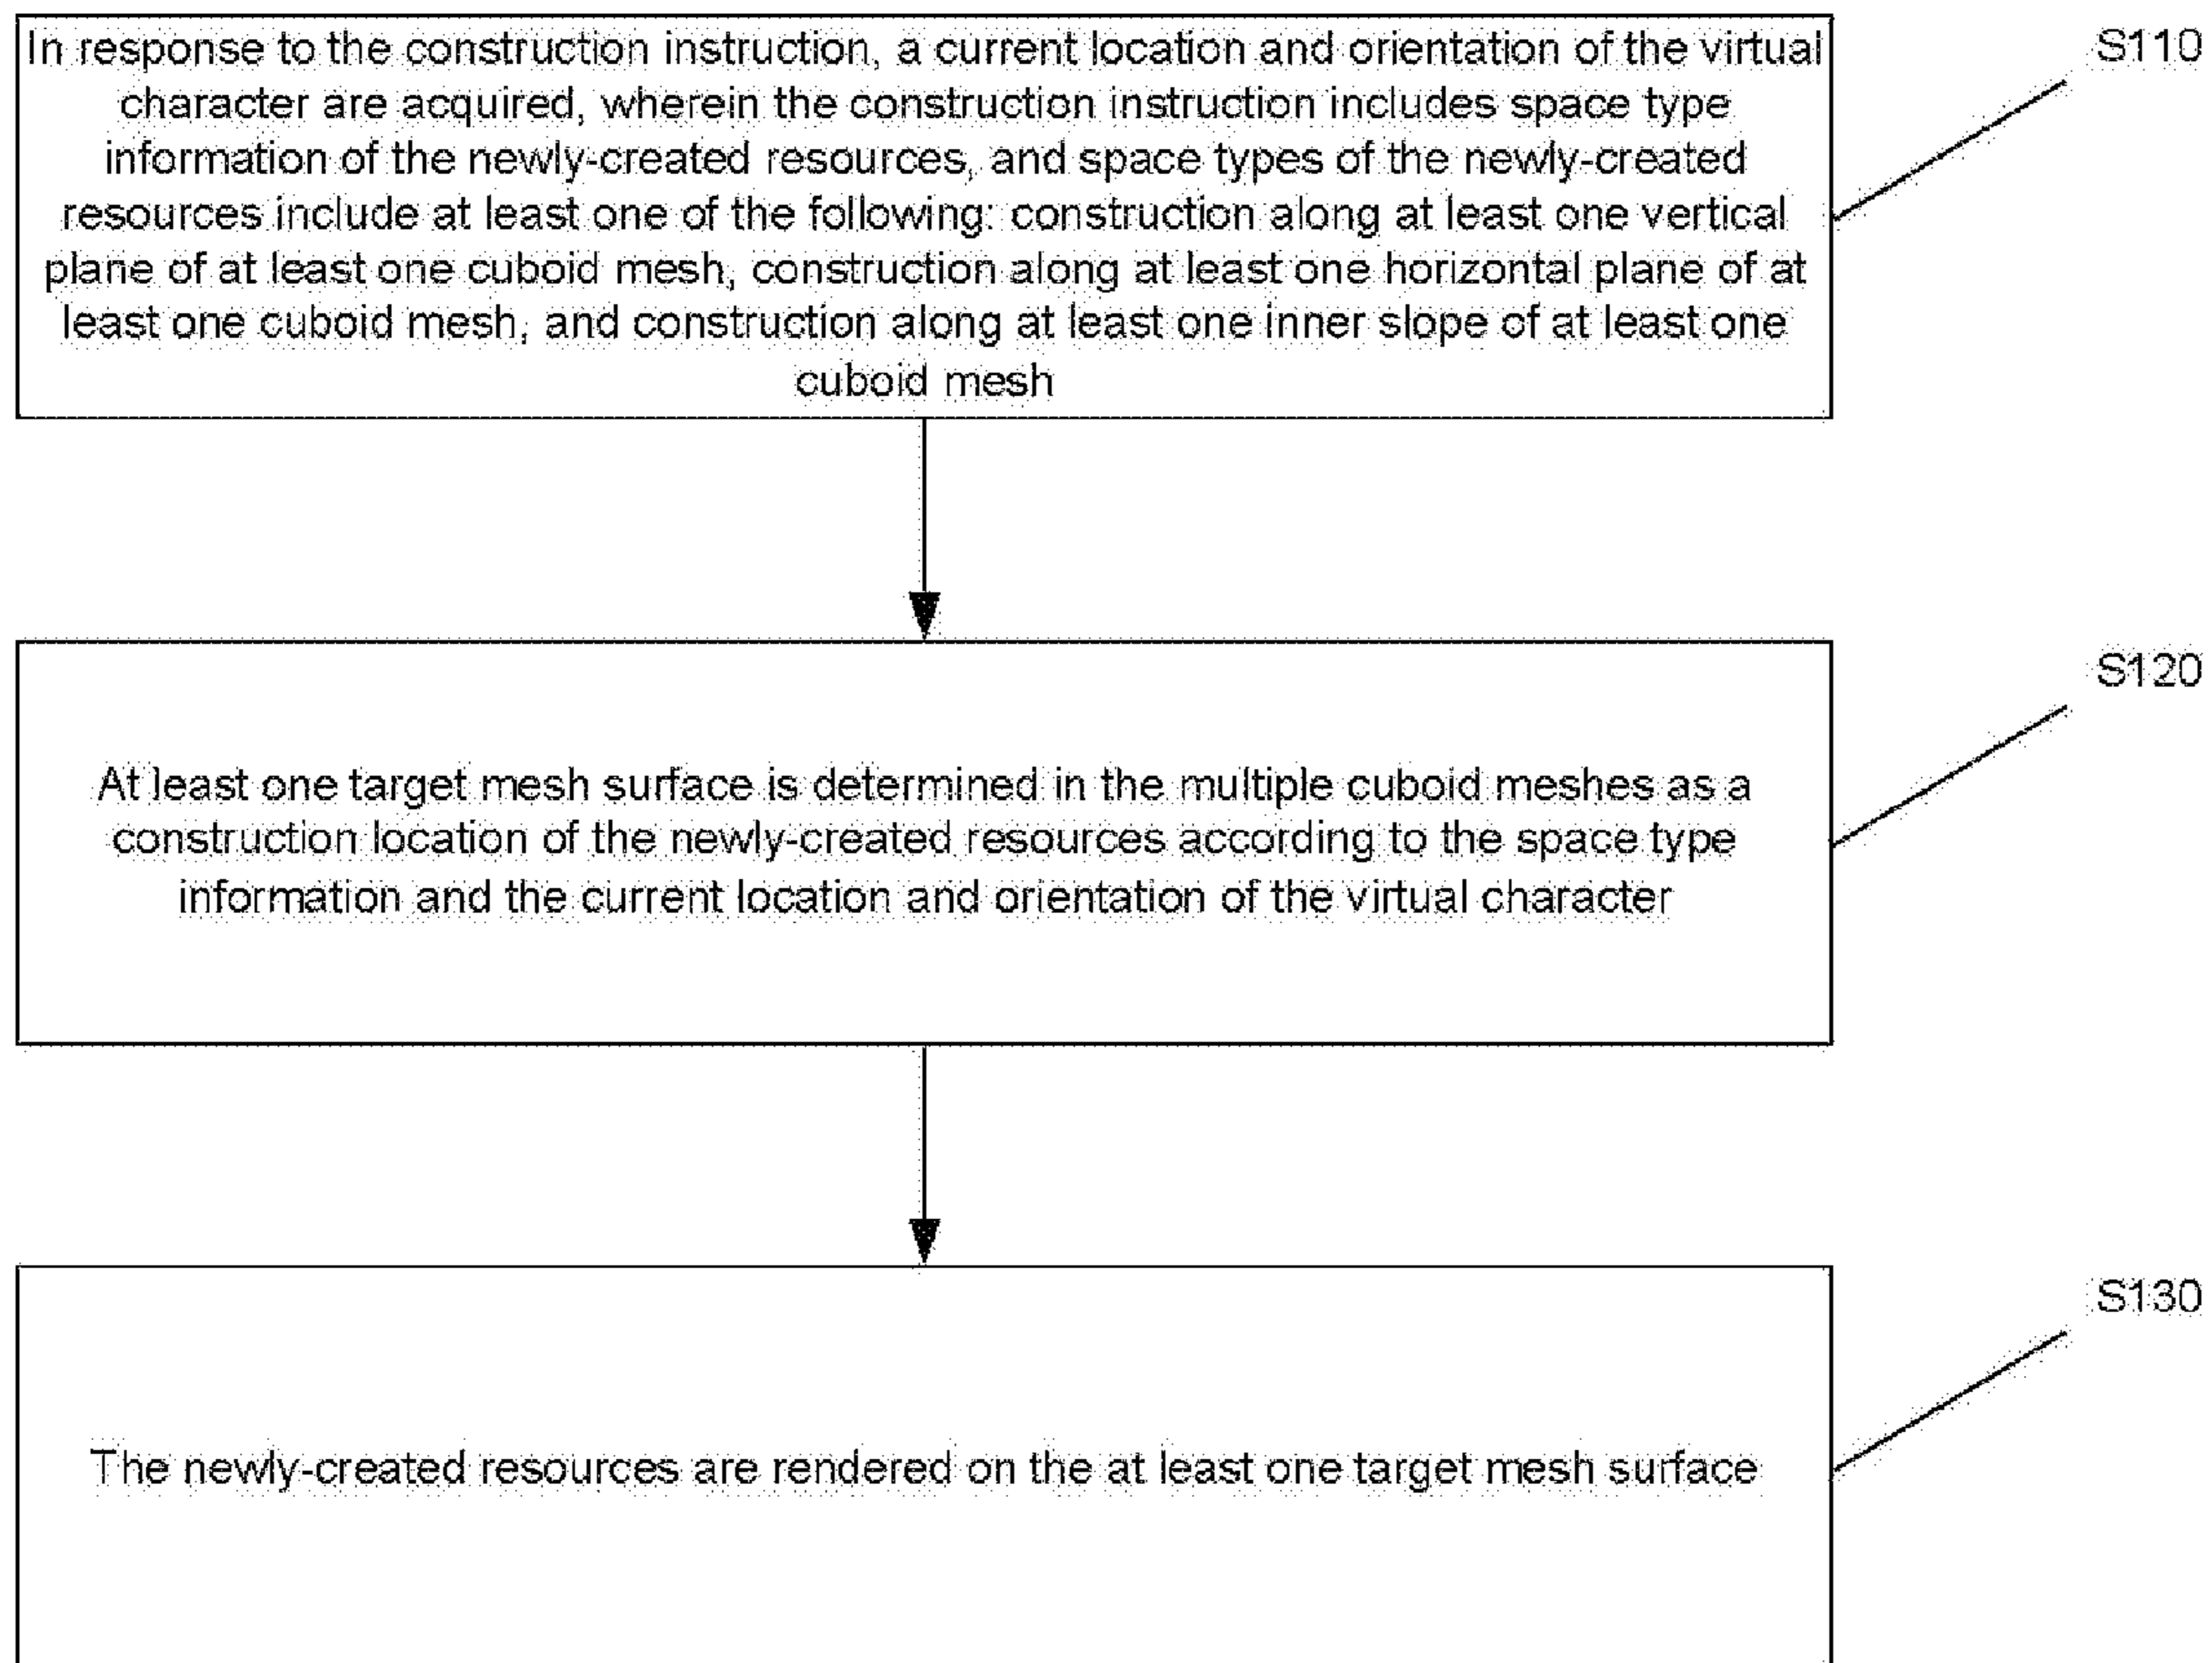 In response to the construction instruction, a current location and orientation of the virtual
character are acquired, wherein the construction instruction includes space type
information of the newly-created resources, and space types of the newly-created
resources include at least one of the following: construction along at least one vertical
plane of at least one cuboid mesh, construction along at least one horizontal plane of at
least one cuboid mesh, and construction along at least one inner slope of at least one
cuboid mesh
S110
At least one target mesh surface is determined in the multiple cuboid meshes as a
construction location of the newly-created resources according to the space type
information and the current location and orientation of the virtual character
S120
The newly-created resources are rendered on the at least one target mesh surface
S130